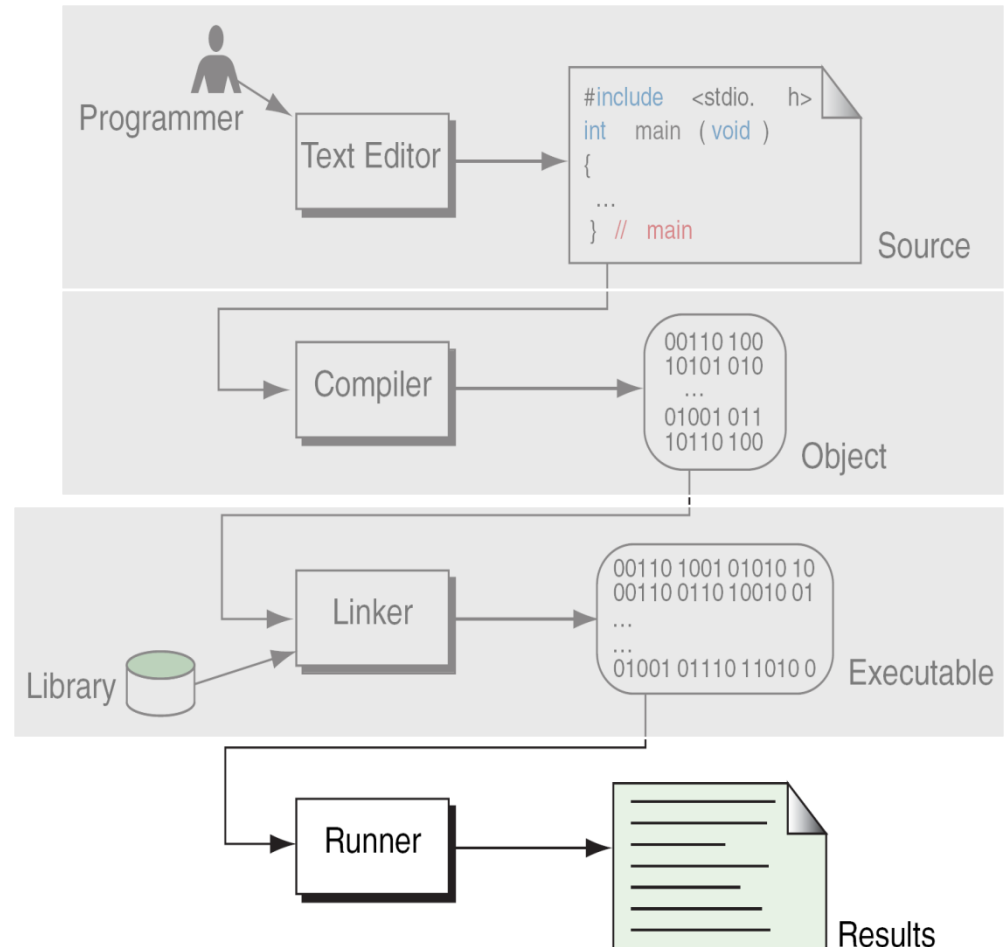 Programmer
Text Editor
#include <stdio. h>
int main ( void )
{
...
} // main
Source
Compiler
00110 100
10101 010
...
01001 011
10110 100
Object
Linker
Library
00110 1001 01010 10
00110 0110 10010 01
...
...
01001 01110 11010 0
Executable
Runner
Results